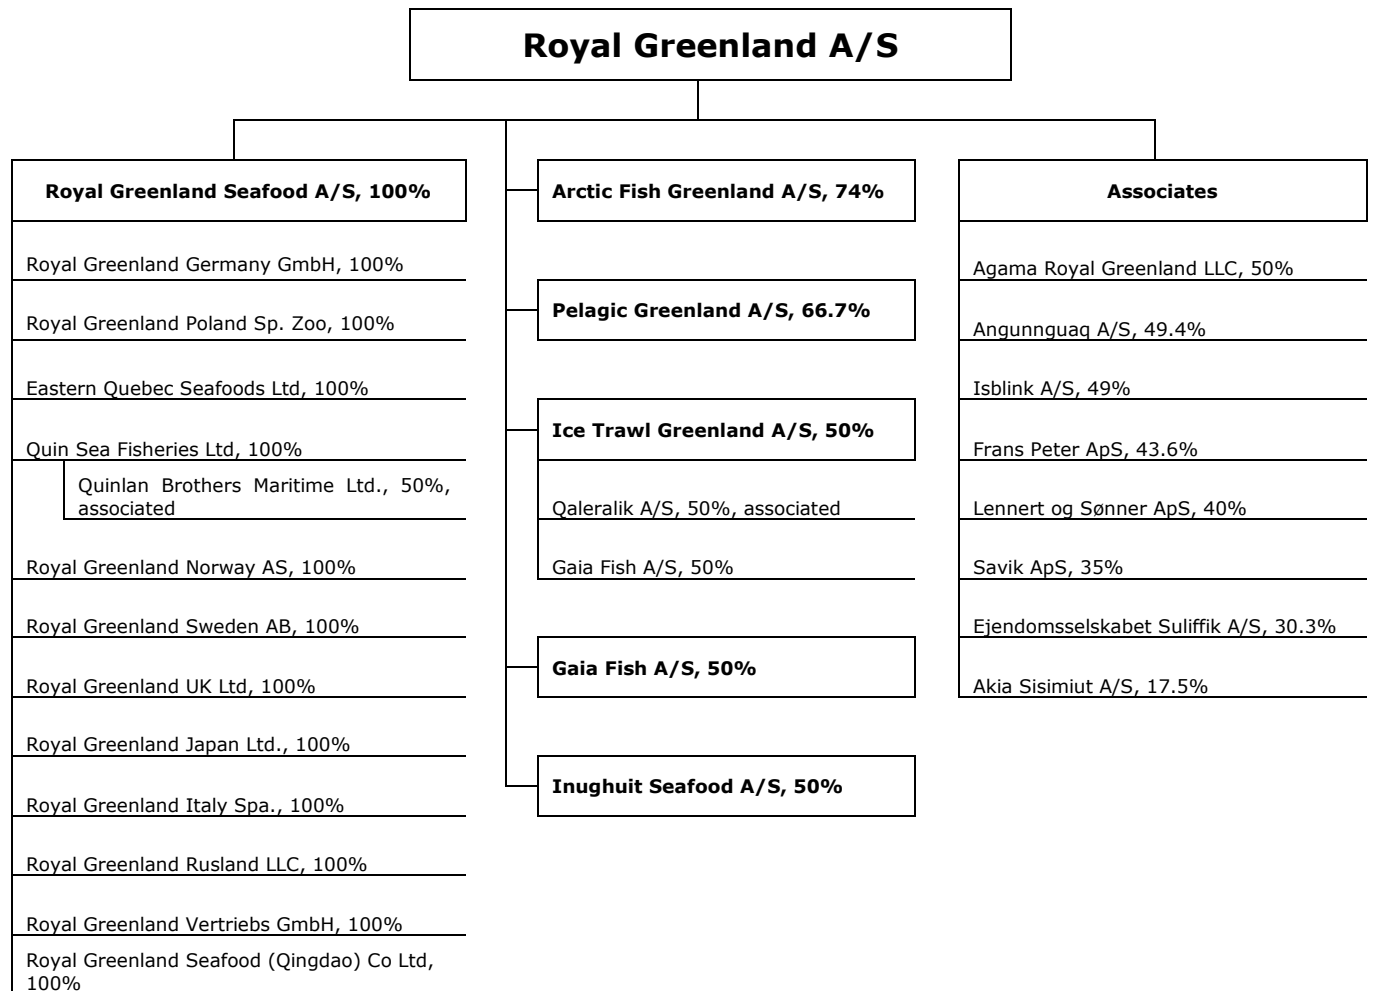 Royal Greenland A/S
Royal Greenland Seafood A/S, 100%
Royal Greenland Germany GmbH, 100%
Royal Greenland Poland Sp. Zoo, 100%
Eastern Quebec Seafoods Ltd, 100%
Quin Sea Fisheries Ltd, 100%
Quinlan Brothers Maritime Ltd., 50%,
associated
Royal Greenland Norway AS, 100%
Royal Greenland Sweden AB, 100%
Royal Greenland UK Ltd, 100%
Royal Greenland Japan Ltd., 100%
Royal Greenland Italy Spa., 100%
Royal Greenland Rusland LLC, 100%
Royal Greenland Vertriebs GmbH, 100%
Royal Greenland Seafood (Qingdao) Co Ltd,
100%
Arctic Fish Greenland A/S, 74%
Pelagic Greenland A/S, 66.7%
Ice Trawl Greenland A/S, 50%
Qaleralik A/S, 50%, associated
Gaia Fish A/S, 50%
Gaia Fish A/S, 50%
Inughuit Seafood A/S, 50%
Associates
Agama Royal Greenland LLC, 50%
Angunnguaq A/S, 49.4%
Isblink A/S, 49%
Frans Peter ApS, 43.6%
Lennert og Sønner ApS, 40%
Savik ApS, 35%
Ejendomsselskabet Suliffik A/S, 30.3%
Akia Sisimiut A/S, 17.5%